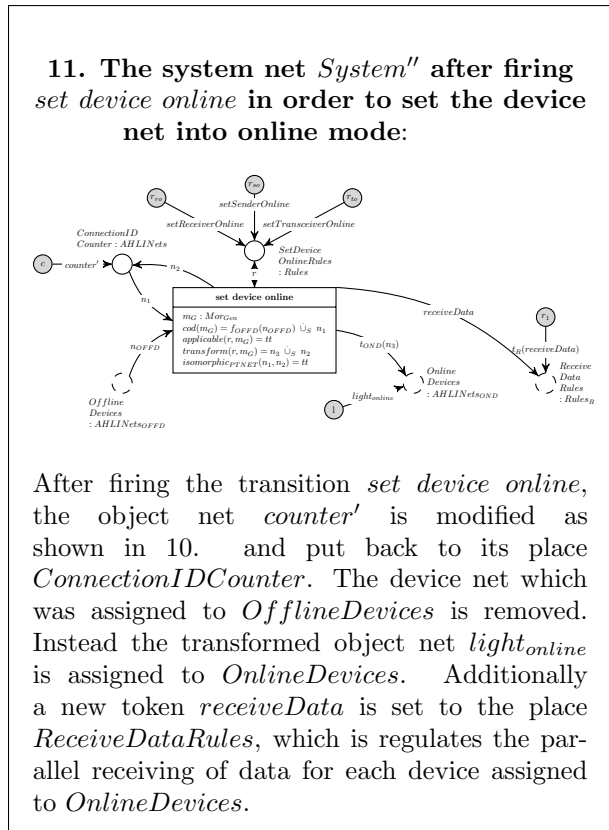 11. The system net System′′ after firing
set device online in order to set the device
net into online mode:
r_ro
r_so
r_to
setSenderOnline
setReceiverOnline
setTransceiverOnline
ConnectionID
Counter : AHLINets
c
counter′
n_2
SetDevice
OnlineRules
: Rules
r
n_1
set device online
m_G : Mor_Gen
cod(m_G) = f_OFFD(n_OFFD) ∪̇_S n_1
applicable(r, m_G) = tt
transform(r, m_G) = n_3 ∪̇_S n_2
isomorphic_PTNET(n_1, n_2) = tt
receiveData
r_1
n_OFFD
t_OND(n_3)
t_R(receiveData)
Offline
Devices
: AHLINets_OFFD
l
light_online
Online
Devices
: AHLINets_OND
Receive
Data
Rules
: Rules_R
After firing the transition set device online,
the object net counter′ is modified as
shown in 10. and put back to its place
ConnectionIDCounter. The device net which
was assigned to OfflineDevices is removed.
Instead the transformed object net light_online
is assigned to OnlineDevices. Additionally
a new token receiveData is set to the place
ReceiveDataRules, which is regulates the par-
allel receiving of data for each device assigned
to OnlineDevices.